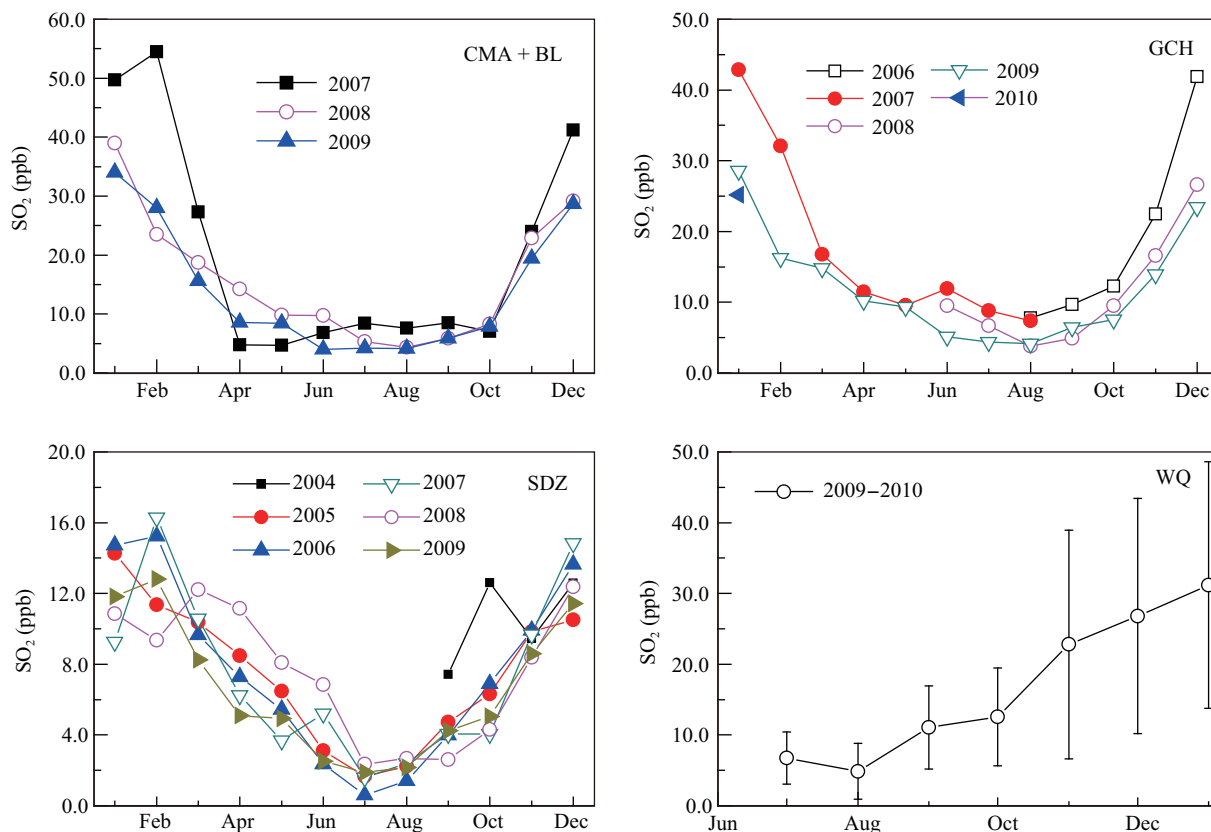 60.0
50.0
40.0
30.0
20.0
10.0
0.0
SO2 (ppb)
CMA + BL
2007
2008
2009
Feb Apr Jun Aug Oct Dec
50.0
40.0
30.0
20.0
10.0
0.0
SO2 (ppb)
GCH
2006 2009
2007 2010
2008
Feb Apr Jun Aug Oct Dec
20.0
16.0
12.0
8.0
4.0
0.0
SO2 (ppb)
SDZ
2004 2007
2005 2008
2006 2009
Feb Apr Jun Aug Oct Dec
50.0
40.0
30.0
20.0
10.0
0.0
SO2 (ppb)
WQ
2009−2010
Jun Aug Oct Dec